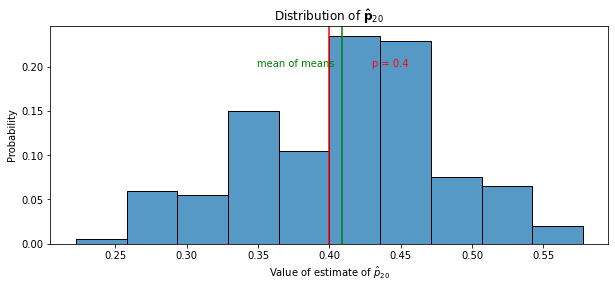 Distribution of p̂₂₀
Probability
0.20
0.15
0.10
0.05
0.00
mean of means
p = 0.4
0.25 0.30 0.35 0.40 0.45 0.50 0.55
Value of estimate of p̂₂₀